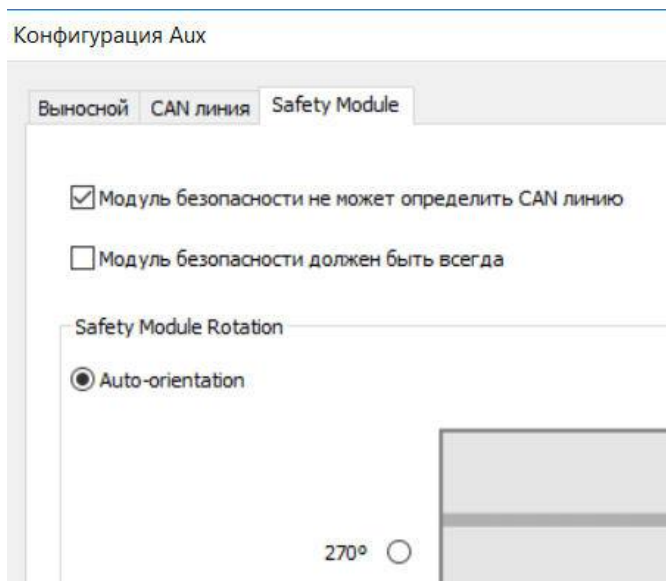 Конфигурация Aux
Выносной CAN линия Safety Module
Модуль безопасности не может определить CAN линию
Модуль безопасности должен быть всегда
Safety Module Rotation
Auto-orientation
270º